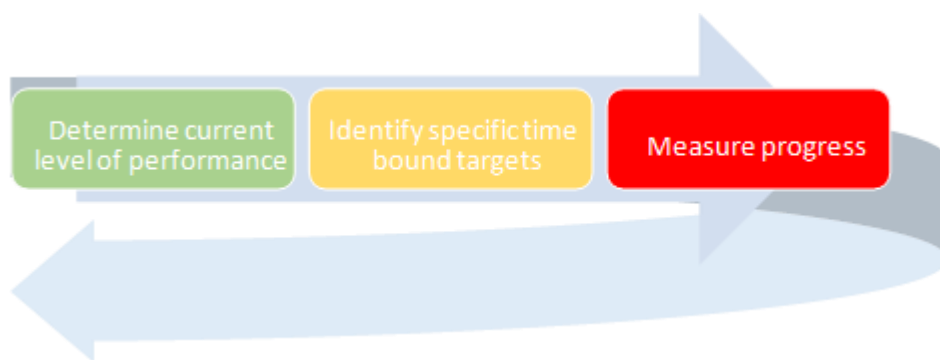 Determine current
level of performance
Identify specific time
bound targets
Measure progress